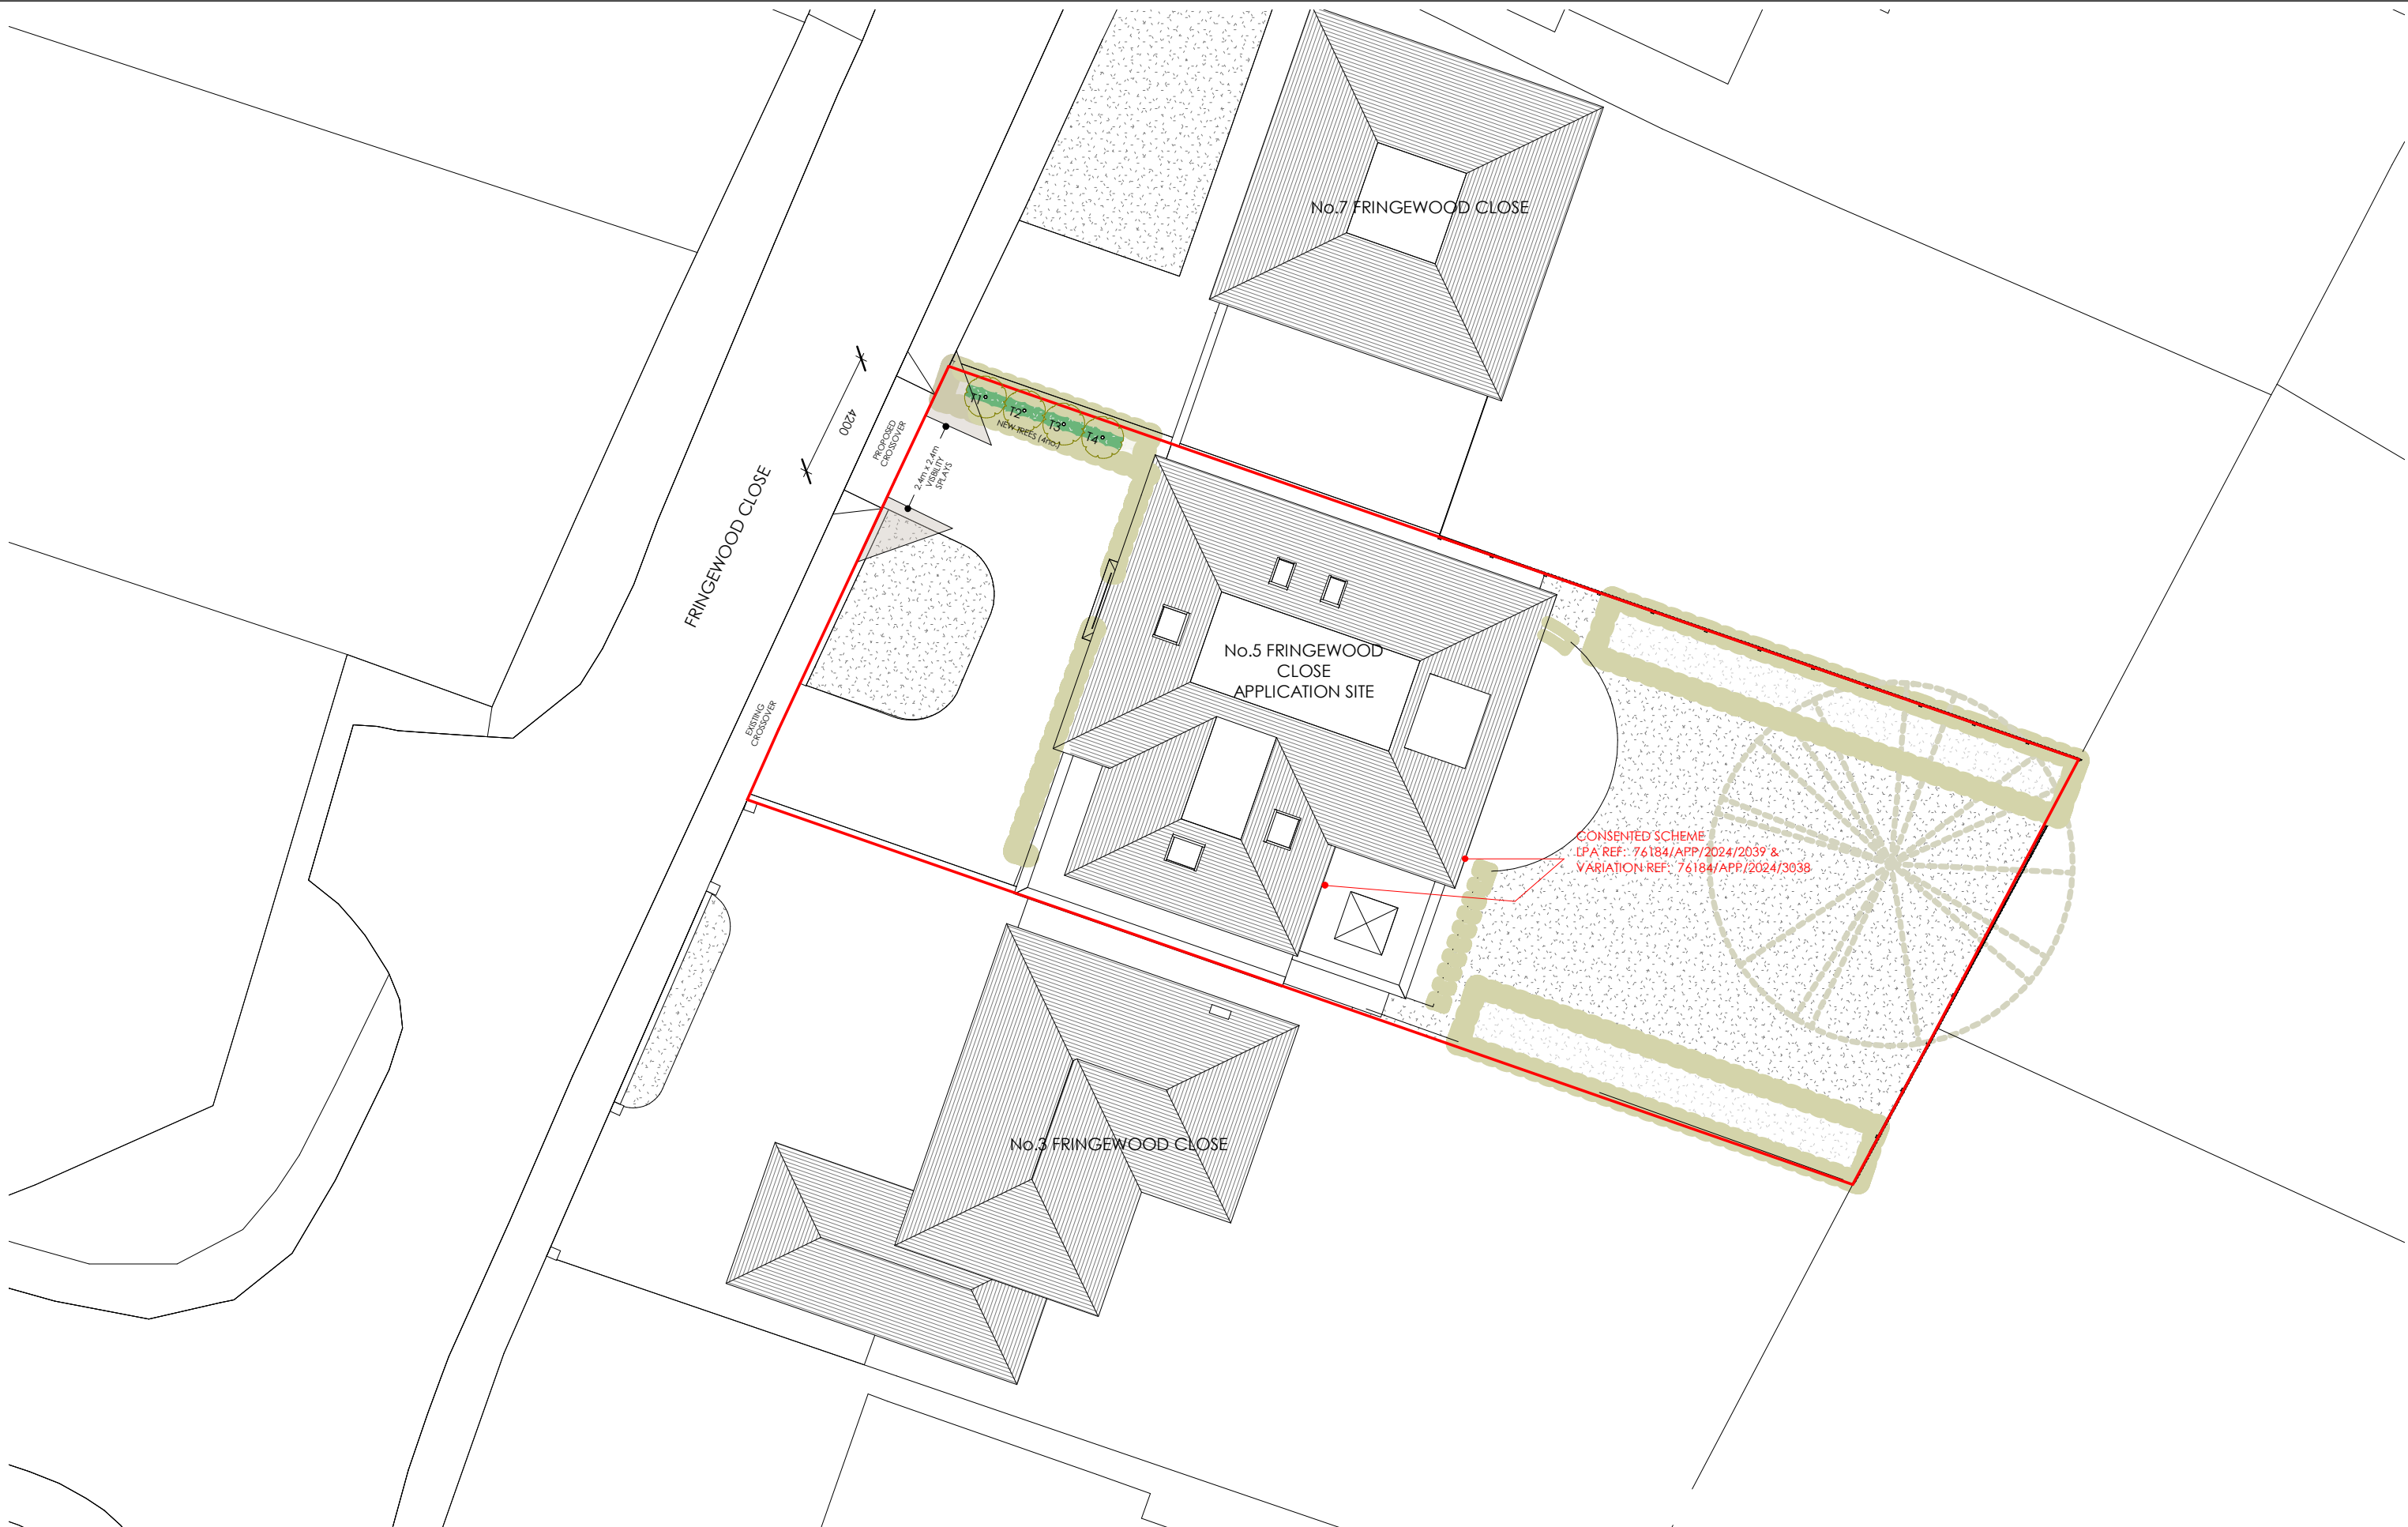 No.7 FRINGEWOOD CLOSE
4200
PROPOSED
CROSSOVER
T1
T2
T3
T4
NEW TREES (4no.)
2.4m x 2.4m
VISIBILITY
SPLAYS
FRINGEWOOD CLOSE
No.5 FRINGEWOOD
CLOSE
APPLICATION SITE
EXISTING
CROSSOVER
CONSENTED SCHEME
LPA REF: 76184/APP/2024/2039 &
VARIATION REF: 76184/APP/2024/3038
No.3 FRINGEWOOD CLOSE